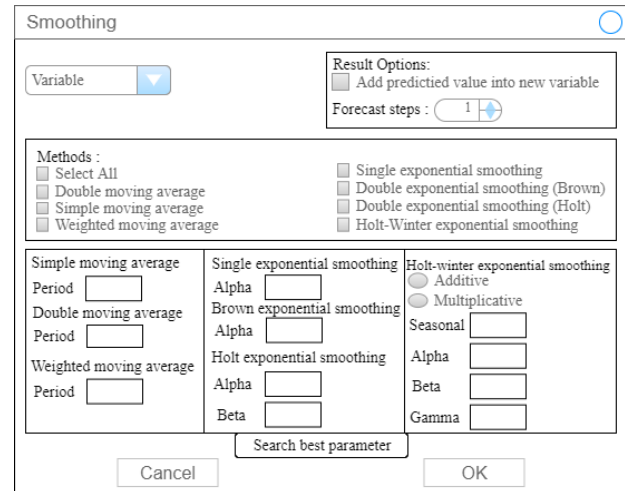 Smoothing
Variable
Result Options:
Add predictied value into new variable
Forecast steps : 1
Methods :
Select All
Double moving average
Simple moving average
Weighted moving average
Single exponential smoothing
Double exponential smoothing (Brown)
Double exponential smoothing (Holt)
Holt-Winter exponential smoothing
Simple moving average
Period
Double moving average
Period
Weighted moving average
Period
Single exponential smoothing
Alpha
Brown exponential smoothing
Alpha
Holt exponential smoothing
Alpha
Beta
Holt-winter exponential smoothing
Additive
Multiplicative
Seasonal
Alpha
Beta
Gamma
Search best parameter
Cancel
OK